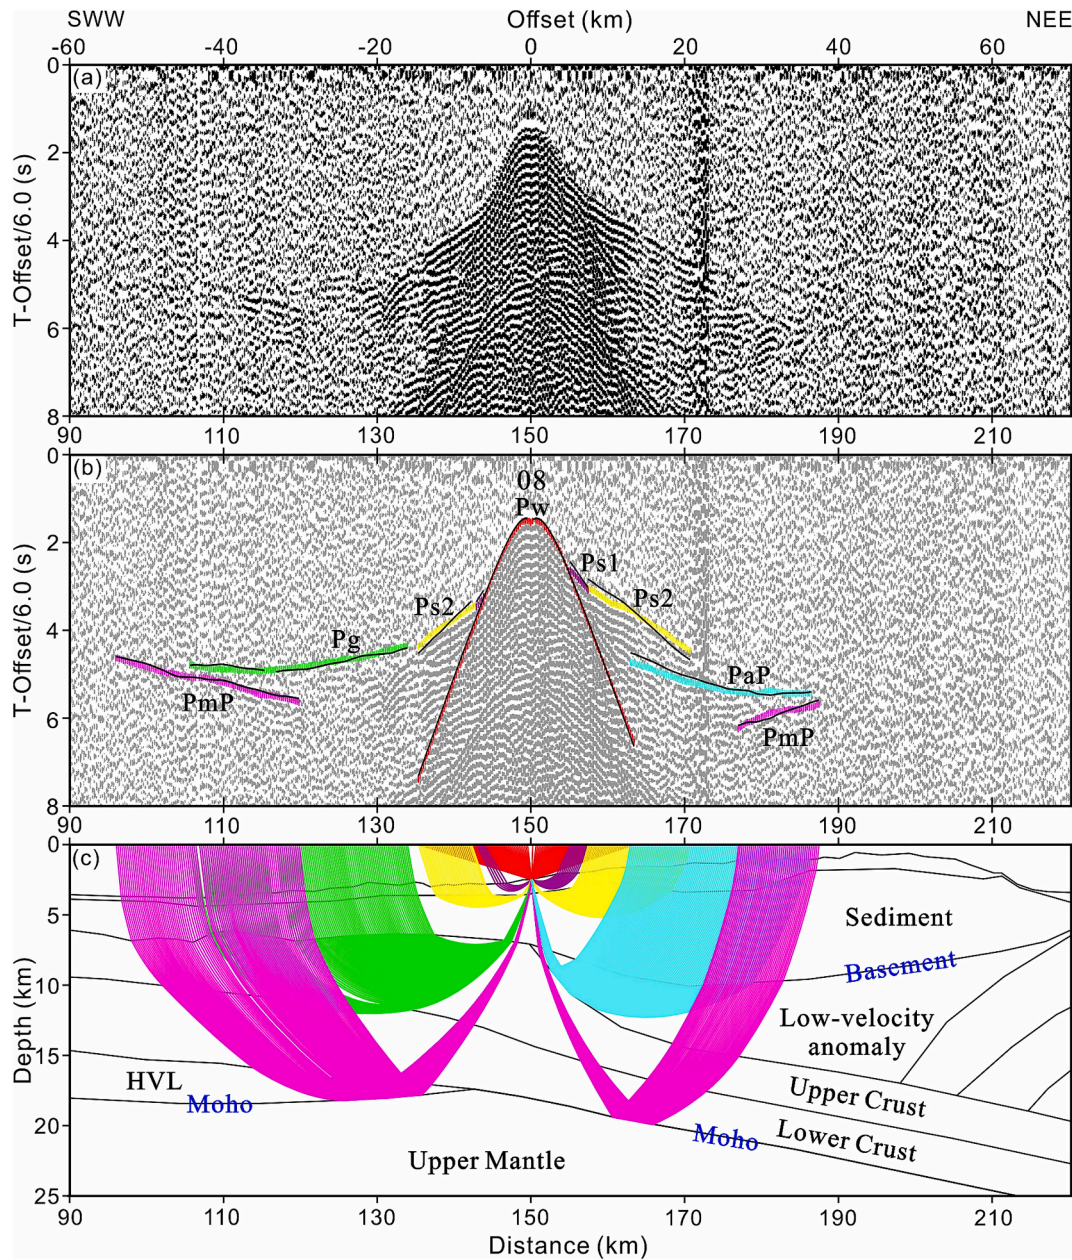 SWW Offset (km) NEE
-60 -40 -20 0 20 40 60
(a)
T-Offset/6.0 (s)
0
2
4
6
8
90 110 130 150 170 190 210
(b)
T-Offset/6.0 (s)
0
2
4
6
8
08
Pw
Ps1
Ps2
Ps2
Pg
PaP
PmP
PmP
90 110 130 150 170 190 210
(c)
Depth (km)
0
5
10
15
20
25
Sediment
Basement
Low-velocity
anomaly
HVL
Moho
Upper Crust
Lower Crust
Moho
Upper Mantle
90 110 130 150 170 190 210
Distance (km)